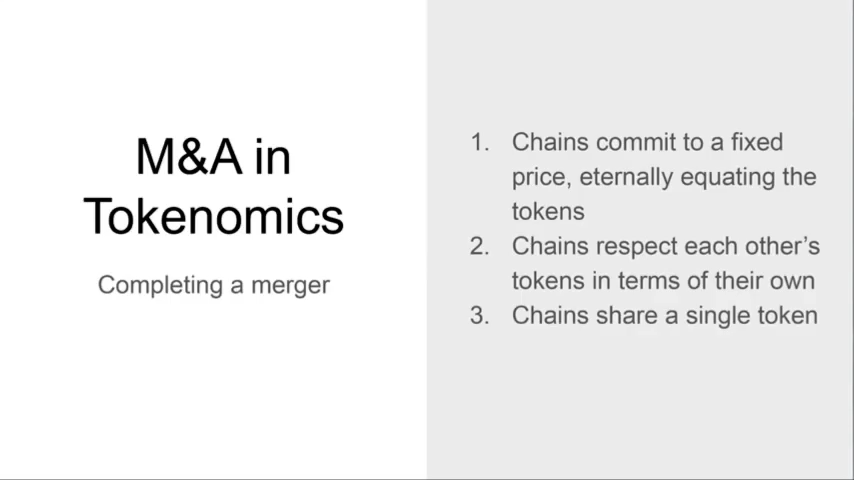 M&A in
Tokenomics
Completing a merger
1. Chains commit to a fixed
price, eternally equating the
tokens
2. Chains respect each other’s
tokens in terms of their own
3. Chains share a single token